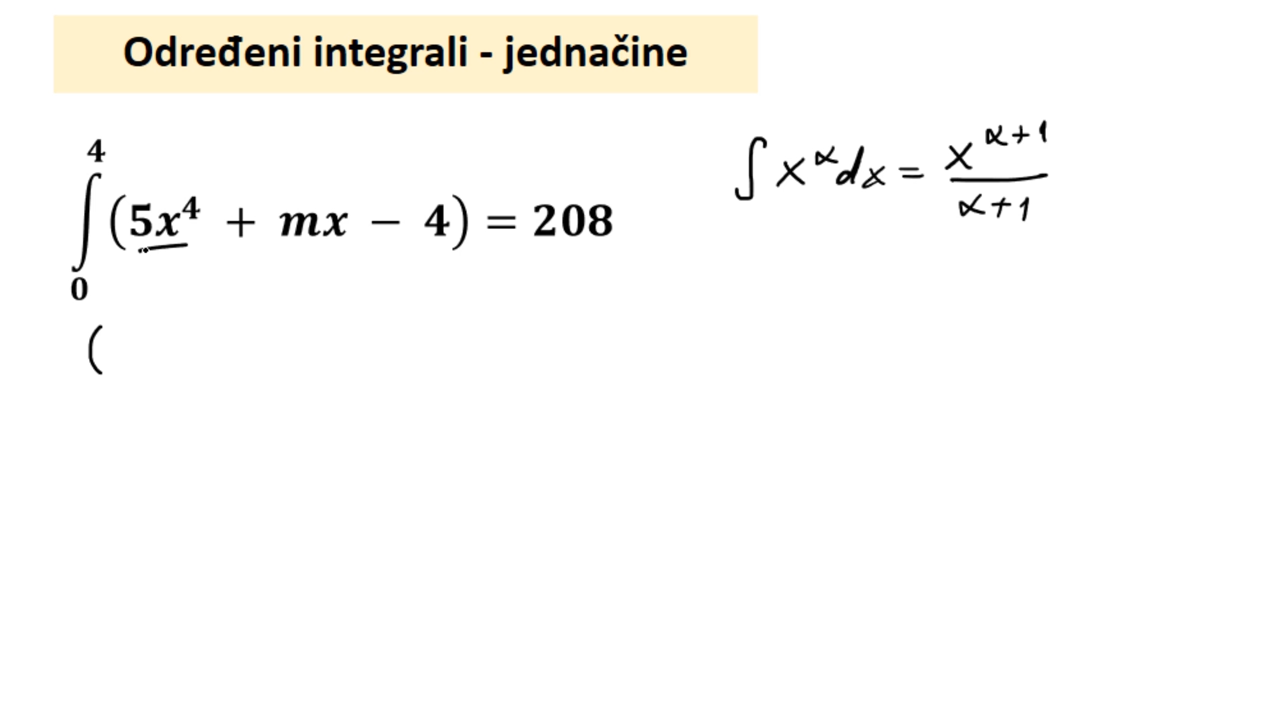 Određeni integrali - jednačine
∫₀⁴ (5x⁴ + mx − 4) = 208
∫ x^α dx = x^(α+1) / (α+1)
(